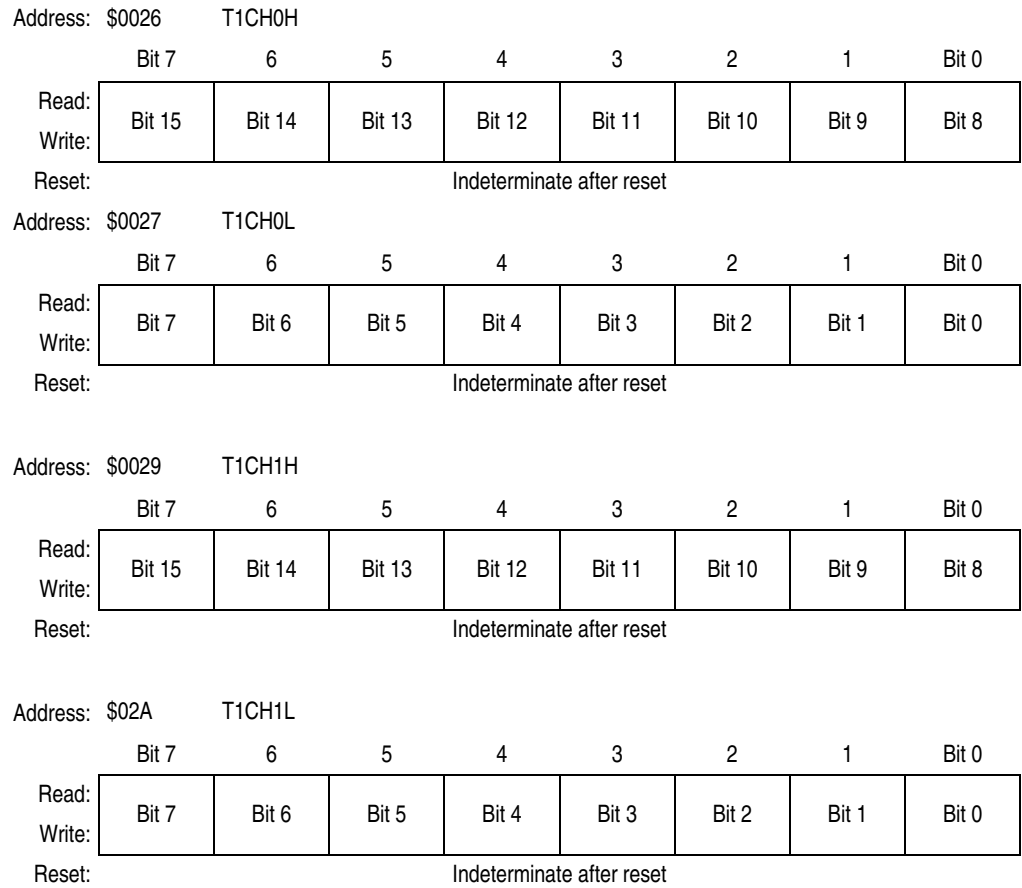 Address: $0026 T1CH0H
Bit 7 6 5 4 3 2 1 Bit 0
Read:
Bit 15 Bit 14 Bit 13 Bit 12 Bit 11 Bit 10 Bit 9 Bit 8
Write:
Reset: Indeterminate after reset
Address: $0027 T1CH0L
Bit 7 6 5 4 3 2 1 Bit 0
Read:
Bit 7 Bit 6 Bit 5 Bit 4 Bit 3 Bit 2 Bit 1 Bit 0
Write:
Reset: Indeterminate after reset
Address: $0029 T1CH1H
Bit 7 6 5 4 3 2 1 Bit 0
Read:
Bit 15 Bit 14 Bit 13 Bit 12 Bit 11 Bit 10 Bit 9 Bit 8
Write:
Reset: Indeterminate after reset
Address: $02A T1CH1L
Bit 7 6 5 4 3 2 1 Bit 0
Read:
Bit 7 Bit 6 Bit 5 Bit 4 Bit 3 Bit 2 Bit 1 Bit 0
Write:
Reset: Indeterminate after reset